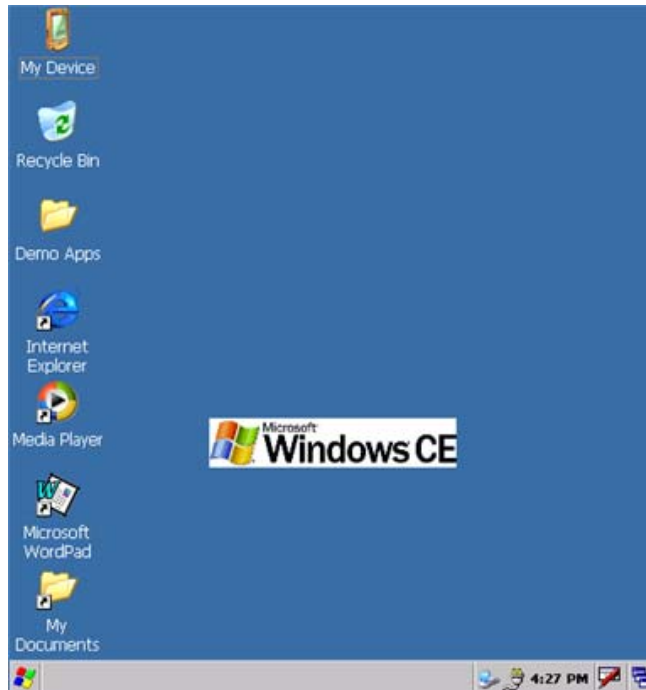 My Device
Recycle Bin
Demo Apps
Internet
Explorer
Media Player
Microsoft
Windows CE
Microsoft
WordPad
My
Documents
4:27 PM